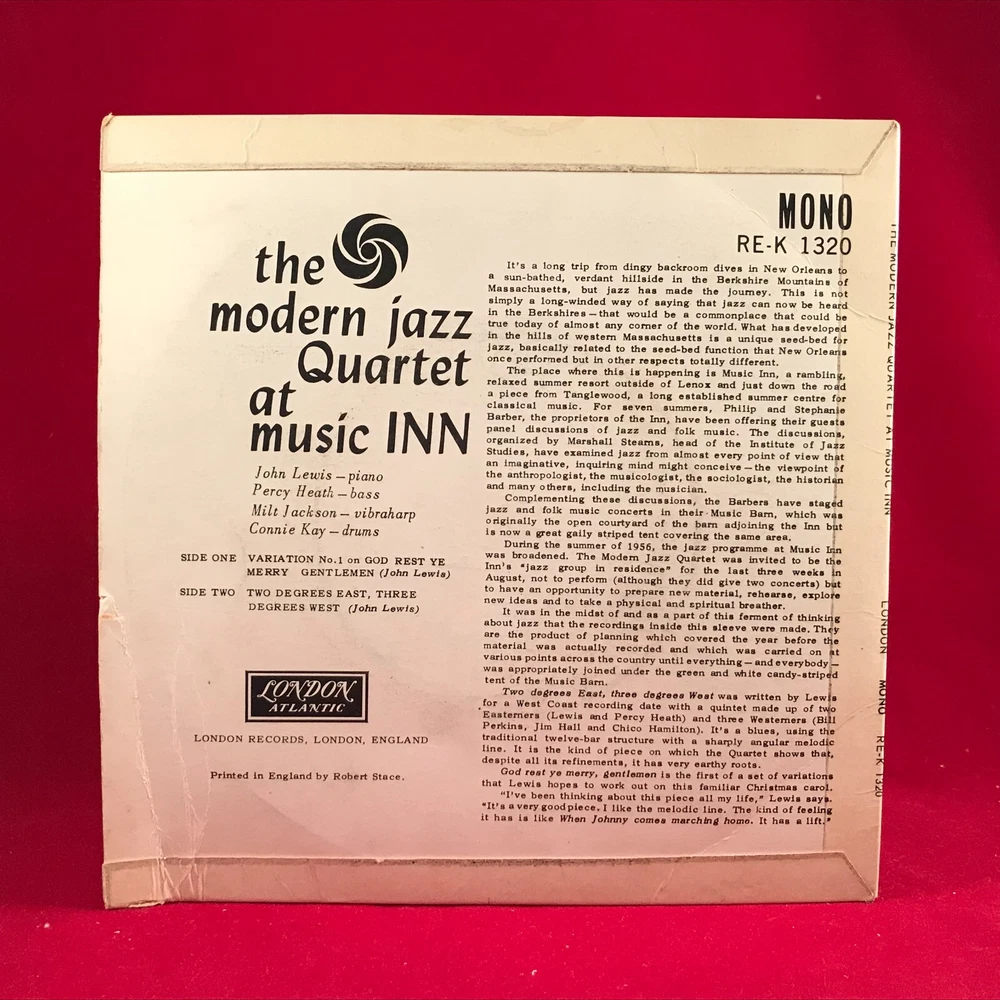 the
modern jazz
Quartet
at
music INN
John Lewis — piano
Percy Heath — bass
Milt Jackson — vibraharp
Connie Kay — drums
SIDE ONE VARIATION No.1 on GOD REST YE
MERRY GENTLEMEN (John Lewis)
SIDE TWO TWO DEGREES EAST, THREE
DEGREES WEST (John Lewis)
LONDON
ATLANTIC
LONDON RECORDS, LONDON, ENGLAND
Printed in England by Robert Stace.
MONO
RE-K 1320
It's a long trip from dingy backroom dives in New Orleans to
a sun-bathed, verdant hillside in the Berkshire Mountains of
Massachusetts, but jazz has made the journey. This is not
simply a long-winded way of saying that jazz can now be heard
in the Berkshires — that would be a commonplace that could be
true today of almost any corner of the world. What has developed
in the hills of western Massachusetts is a unique seed-bed for
jazz, basically related to the seed-bed function that New Orleans
once performed but in other respects totally different.
The place where this is happening is Music Inn, a rambling,
relaxed summer resort outside of Lenox and just down the road
a piece from Tanglewood, a long established summer centre for
classical music. For seven summers, Philip and Stephanie
Barber, the proprietors of the Inn, have been offering their guests
panel discussions of jazz and folk music. The discussions,
organized by Marshall Stearns, head of the Institute of Jazz
Studies, have examined jazz from almost every point of view that
an imaginative, inquiring mind might conceive — the viewpoint of
the anthropologist, the musicologist, the sociologist, the historian
and many others, including the musician.
Complementing these discussions, the Barbers have staged
jazz and folk music concerts in their Music Barn, which was
originally the open courtyard of the barn adjoining the Inn but
is now a great gaily striped tent covering the same area.
During the summer of 1956, the jazz programme at Music Inn
was broadened. The Modern Jazz Quartet was invited to be the
Inn's "jazz group in residence" for the last three weeks in
August, not to perform (although they did give two concerts) but
to have an opportunity to prepare new material, rehearse, explore
new ideas and to take a physical and spiritual breather.
It was in the midst of and as a part of this ferment of thinking
about jazz that the recordings inside this sleeve were made. They
are the product of planning which covered the year before the
material was actually recorded and which was carried on at
various points across the country until everything — and everybody —
was appropriately joined under the green and white candy-striped
tent of the Music Barn.
Two degrees East, three degrees West was written by Lewis
for a West Coast recording date with a quintet made up of two
Easterners (Lewis and Percy Heath) and three Westerners (Bill
Perkins, Jim Hall and Chico Hamilton). It's a blues, using the
traditional twelve-bar structure with a sharply angular melodic
line. It is the kind of piece on which the Quartet shows that,
despite all its refinements, it has very earthy roots.
God rest ye merry, gentlemen is the first of a set of variations
that Lewis hopes to work out on this familiar Christmas carol.
"I've been thinking about this piece all my life," Lewis says.
"It's a very good piece. I like the melodic line. The kind of feeling
it has is like When Johnny comes marching home. It has a lift."
THE MODERN JAZZ QUARTET AT MUSIC INN
LONDON MONO RE-K 1320